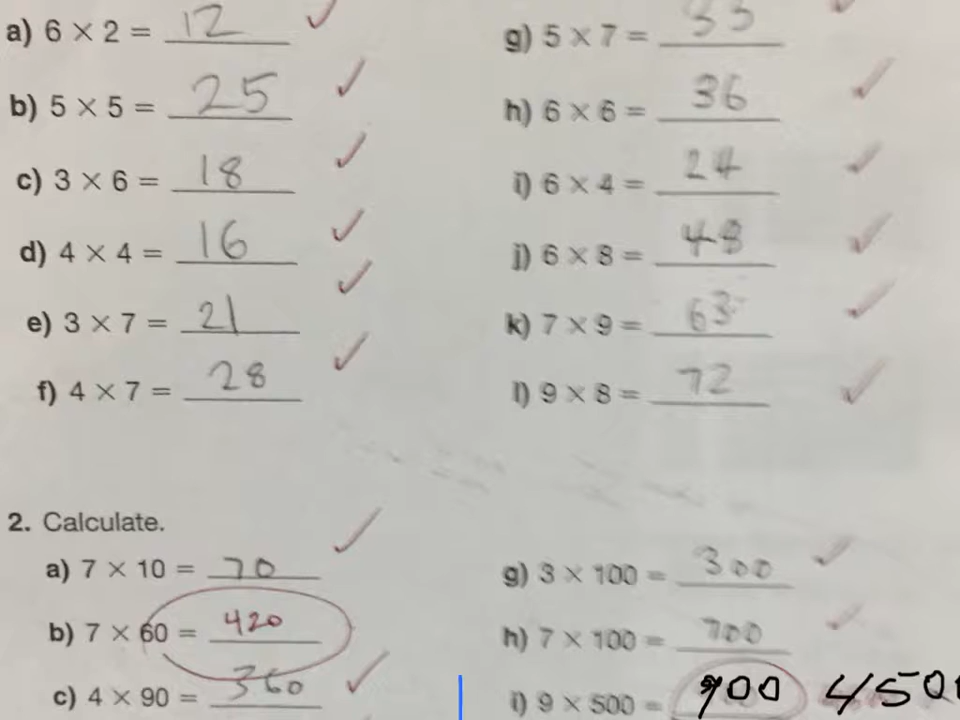 a) 6 × 2 = 12
b) 5 × 5 = 25
c) 3 × 6 = 18
d) 4 × 4 = 16
e) 3 × 7 = 21
f) 4 × 7 = 28
g) 5 × 7 =
h) 6 × 6 = 36
i) 6 × 4 = 24
j) 6 × 8 = 48
k) 7 × 9 = 63
l) 9 × 8 = 72
2. Calculate.
a) 7 × 10 = 70
b) 7 × 60 = 420
c) 4 × 90 = 360
g) 3 × 100 = 300
h) 7 × 100 = 700
i) 9 × 500 = 900 450